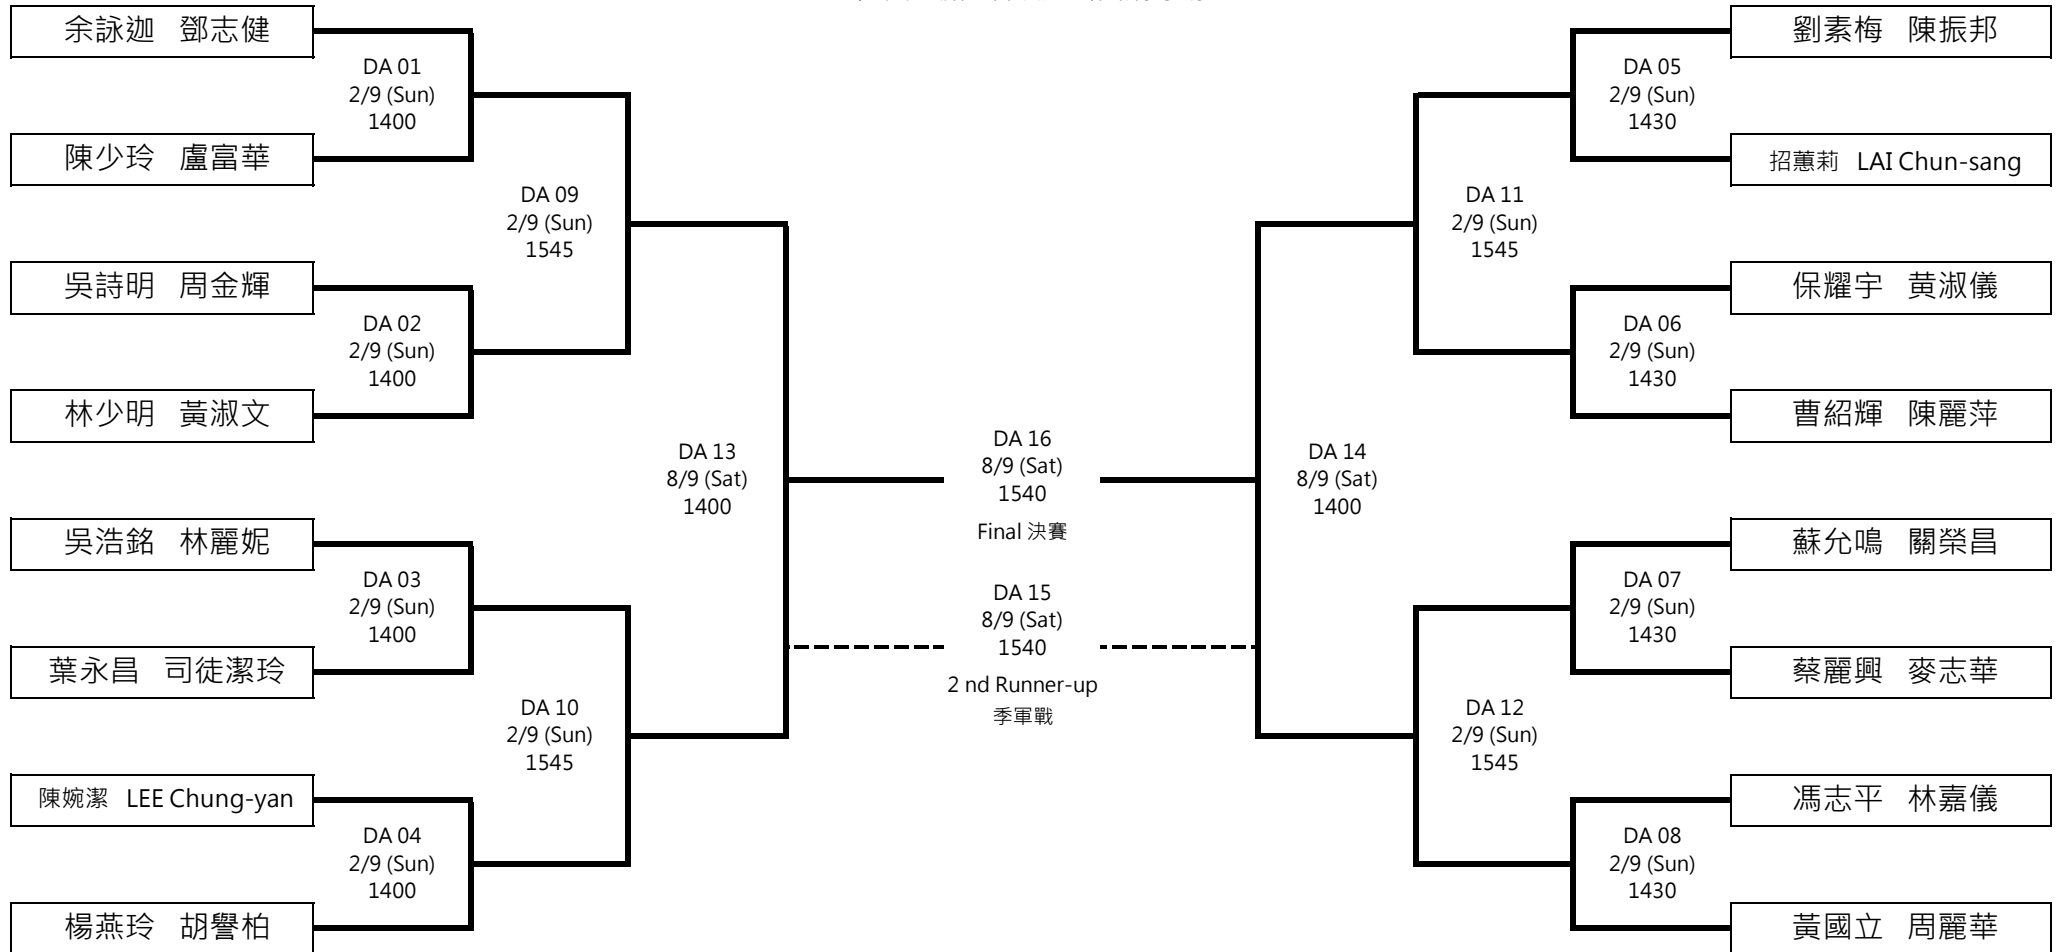 余詠迦 鄧志健
DA 01
2/9 (Sun)
1400
陳少玲 盧富華
DA 09
2/9 (Sun)
1545
吳詩明 周金輝
DA 02
2/9 (Sun)
1400
林少明 黃淑文
DA 13
8/9 (Sat)
1400
吳浩銘 林麗妮
DA 03
2/9 (Sun)
1400
葉永昌 司徒潔玲
DA 10
2/9 (Sun)
1545
陳婉潔 LEE Chung-yan
DA 04
2/9 (Sun)
1400
楊燕玲 胡譽柏
DA 16
8/9 (Sat)
1540
Final 決賽
DA 15
8/9 (Sat)
1540
2 nd Runner-up
季軍戰
劉素梅 陳振邦
DA 05
2/9 (Sun)
1430
招蕙莉 LAI Chun-sang
DA 11
2/9 (Sun)
1545
保耀宇 黄淑儀
DA 06
2/9 (Sun)
1430
曹紹輝 陳麗萍
DA 14
8/9 (Sat)
1400
蘇允鳴 關榮昌
DA 07
2/9 (Sun)
1430
蔡麗興 麥志華
DA 12
2/9 (Sun)
1545
馮志平 林嘉儀
DA 08
2/9 (Sun)
1430
黃國立 周麗華